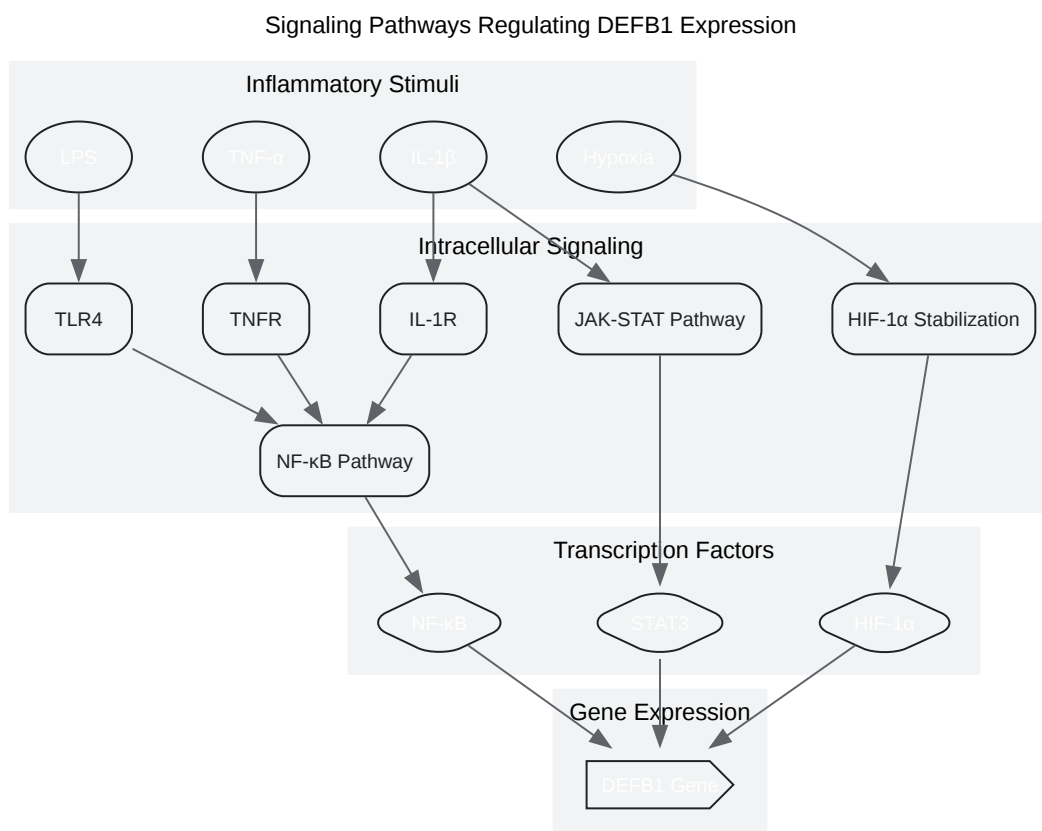 Signaling Pathways Regulating DEFB1 Expression
Inflammatory Stimuli
LPS
TNF-α
IL-1β
Hypoxia
Intracellular Signaling
TLR4
TNFR
IL-1R
JAK-STAT Pathway
HIF-1α Stabilization
NF-κB Pathway
Transcription Factors
NF-κB
STAT3
HIF-1α
Gene Expression
DEFB1 Gene